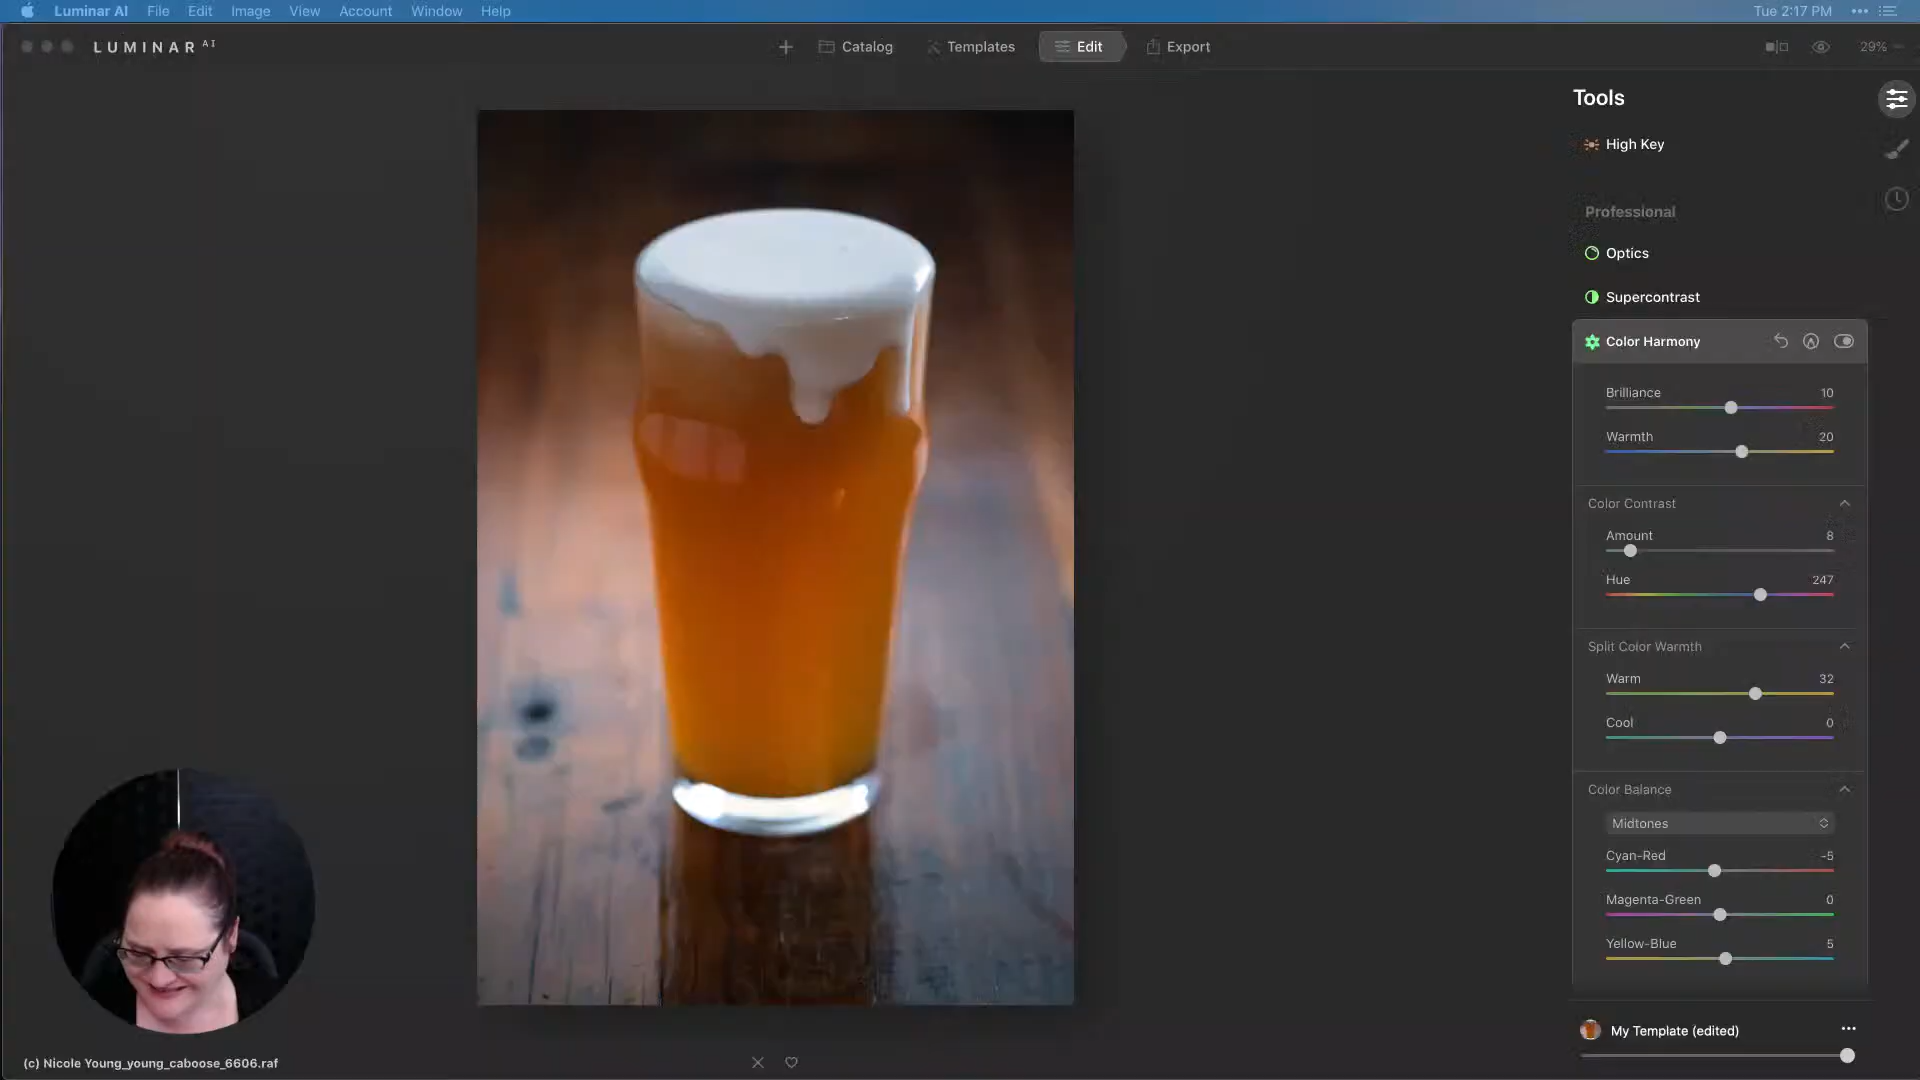 Luminar AI File Edit Image View Account Window Help Tue 2:17 PM
LUMINAR AI Catalog Templates Edit Export 29%
Tools
High Key
Professional
Optics
Supercontrast
Color Harmony
Brilliance 10
Warmth 20
Color Contrast
Amount 8
Hue 247
Split Color Warmth
Warm 32
Cool 0
Color Balance
Midtones
Cyan-Red -5
Magenta-Green 0
Yellow-Blue 5
My Template (edited)
(c) Nicole Young_young_caboose_6606.raf